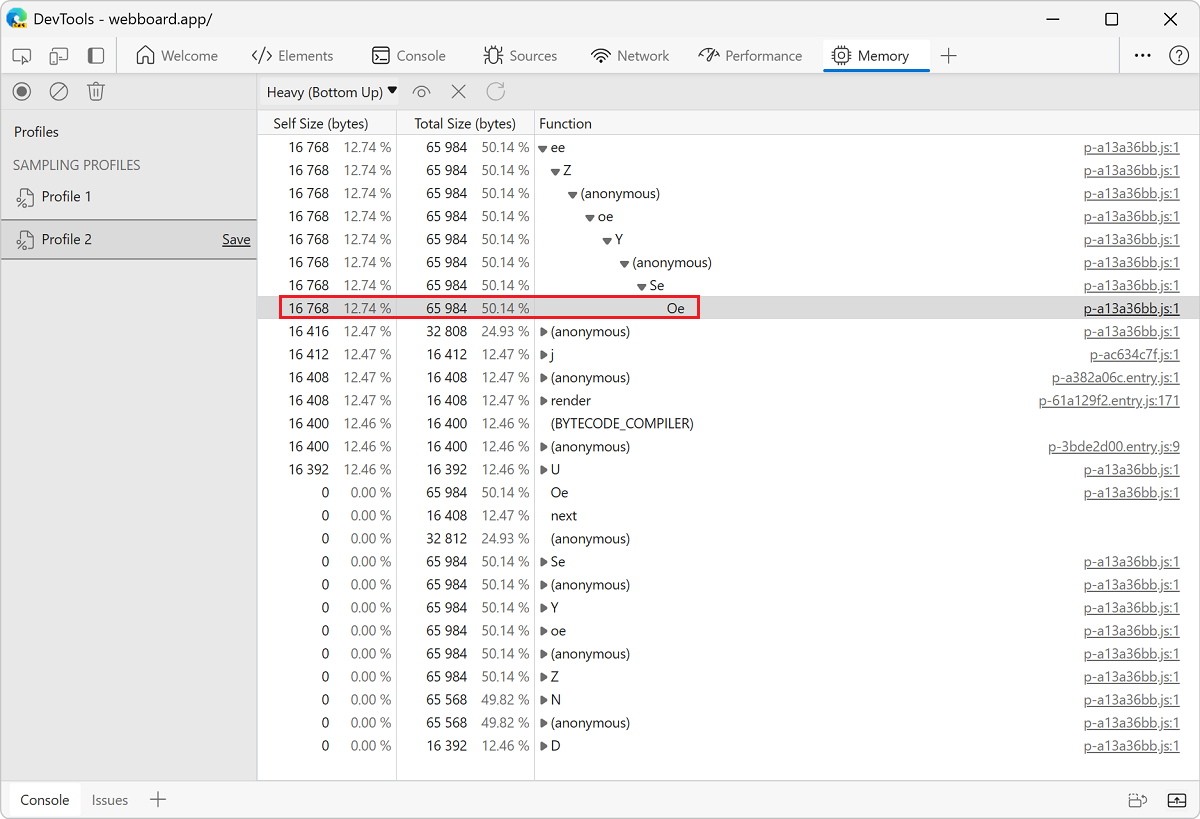 DevTools - webboard.app/
Welcome Elements Console Sources Network Performance Memory
Heavy (Bottom Up)
Profiles
SAMPLING PROFILES
Profile 1
Profile 2 Save
Self Size (bytes) Total Size (bytes) Function
16 768 12.74 % 65 984 50.14 % ee p-a13a36bb.js:1
16 768 12.74 % 65 984 50.14 % Z p-a13a36bb.js:1
16 768 12.74 % 65 984 50.14 % (anonymous) p-a13a36bb.js:1
16 768 12.74 % 65 984 50.14 % oe p-a13a36bb.js:1
16 768 12.74 % 65 984 50.14 % Y p-a13a36bb.js:1
16 768 12.74 % 65 984 50.14 % (anonymous) p-a13a36bb.js:1
16 768 12.74 % 65 984 50.14 % Se p-a13a36bb.js:1
16 768 12.74 % 65 984 50.14 % Oe p-a13a36bb.js:1
16 416 12.47 % 32 808 24.93 % (anonymous) p-a13a36bb.js:1
16 412 12.47 % 16 412 12.47 % j p-ac634c7f.js:1
16 408 12.47 % 16 408 12.47 % (anonymous) p-a382a06c.entry.js:1
16 408 12.47 % 16 408 12.47 % render p-61a129f2.entry.js:171
16 400 12.46 % 16 400 12.46 % (BYTECODE_COMPILER)
16 400 12.46 % 16 400 12.46 % (anonymous) p-3bde2d00.entry.js:9
16 392 12.46 % 16 392 12.46 % U p-a13a36bb.js:1
0 0.00 % 65 984 50.14 % Oe p-a13a36bb.js:1
0 0.00 % 16 408 12.47 % next
0 0.00 % 32 812 24.93 % (anonymous)
0 0.00 % 65 984 50.14 % Se p-a13a36bb.js:1
0 0.00 % 65 984 50.14 % (anonymous) p-a13a36bb.js:1
0 0.00 % 65 984 50.14 % Y p-a13a36bb.js:1
0 0.00 % 65 984 50.14 % oe p-a13a36bb.js:1
0 0.00 % 65 984 50.14 % (anonymous) p-a13a36bb.js:1
0 0.00 % 65 984 50.14 % Z p-a13a36bb.js:1
0 0.00 % 65 568 49.82 % N p-a13a36bb.js:1
0 0.00 % 65 568 49.82 % (anonymous) p-a13a36bb.js:1
0 0.00 % 16 392 12.46 % D p-a13a36bb.js:1
Console Issues